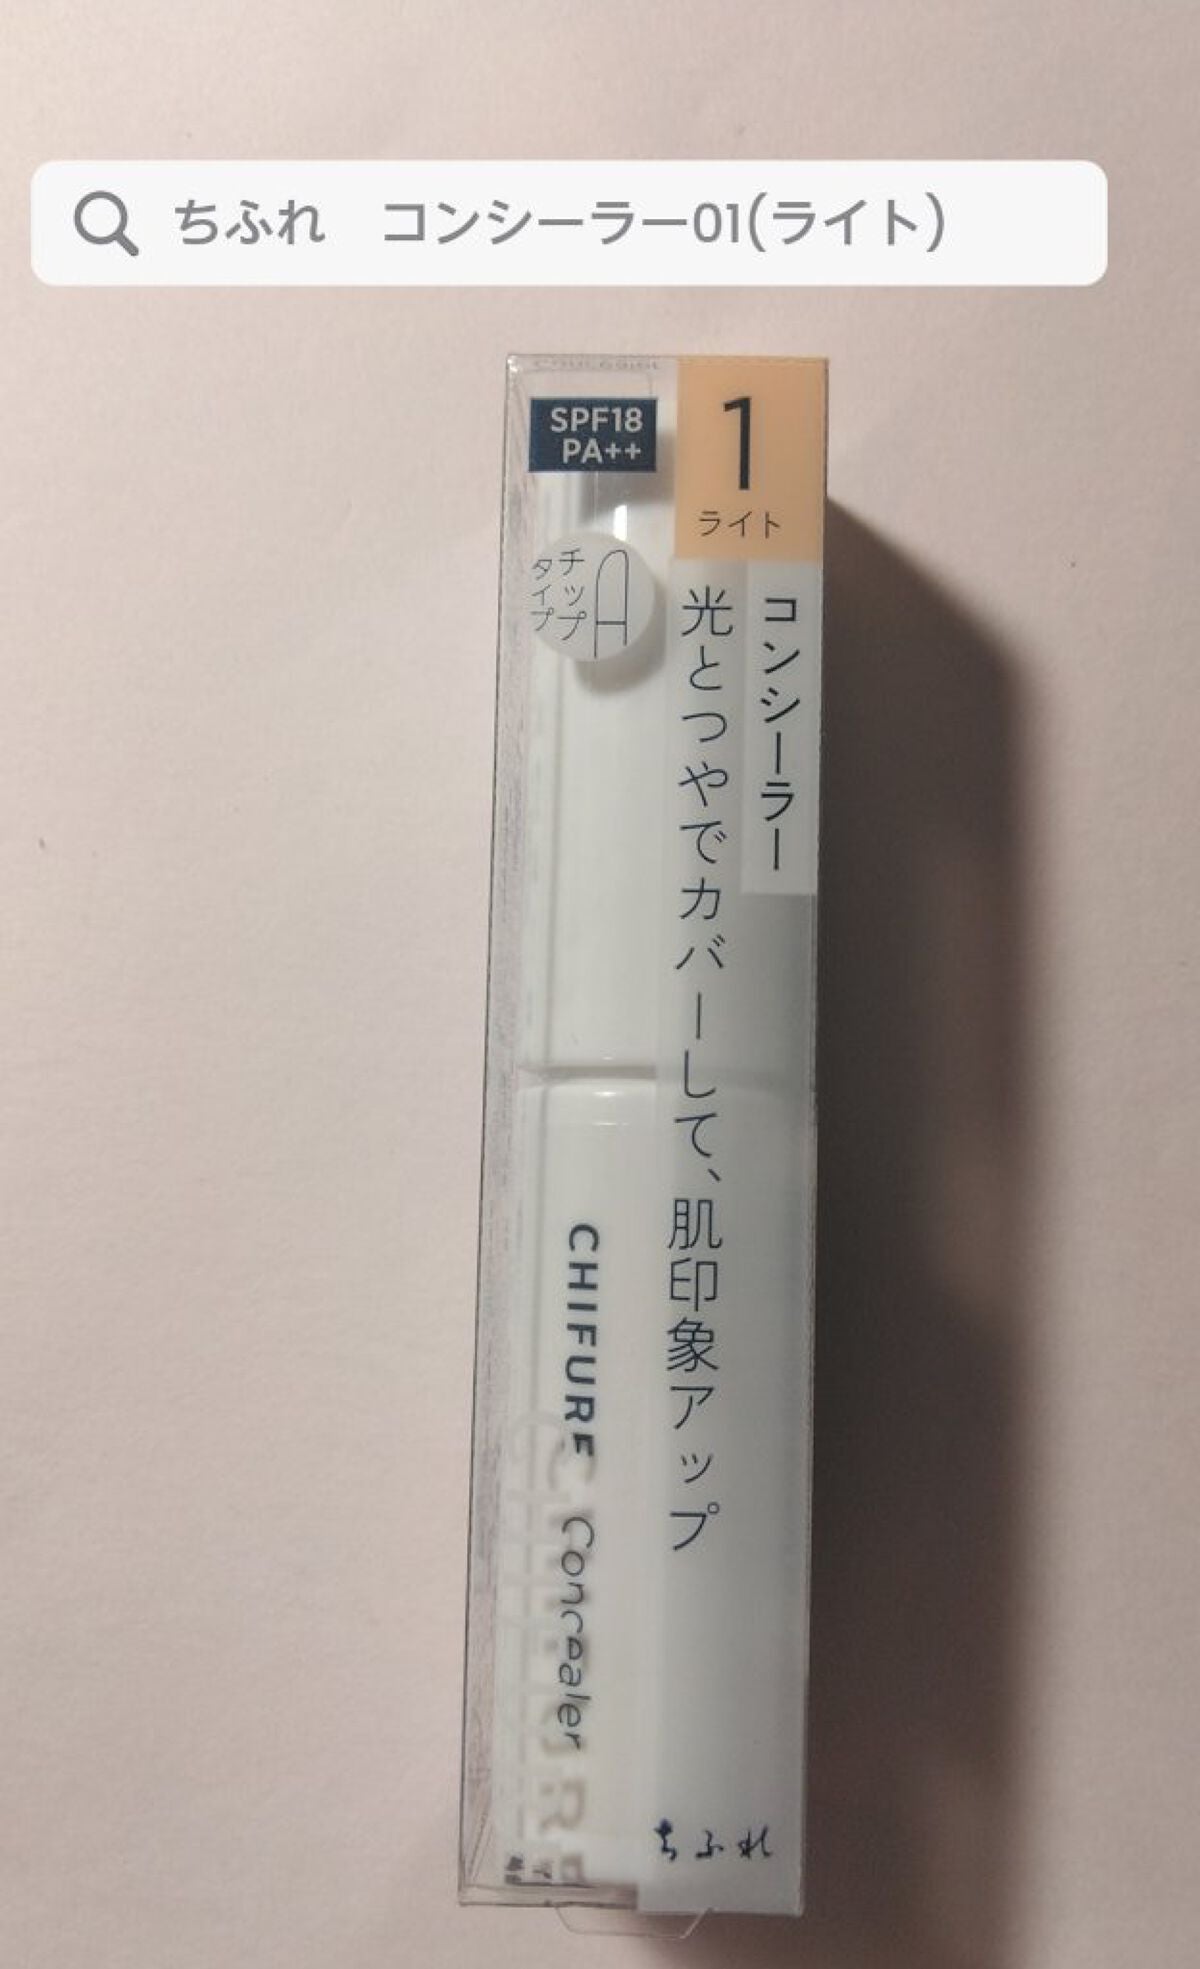 ちふれ　コンシーラー01(ライト)
SPF18
PA++
1
ライト
チップ
タイプ
コンシーラー
光とつやでカバーして、肌印象アップ
CHIFURE Concealer
ちふれ